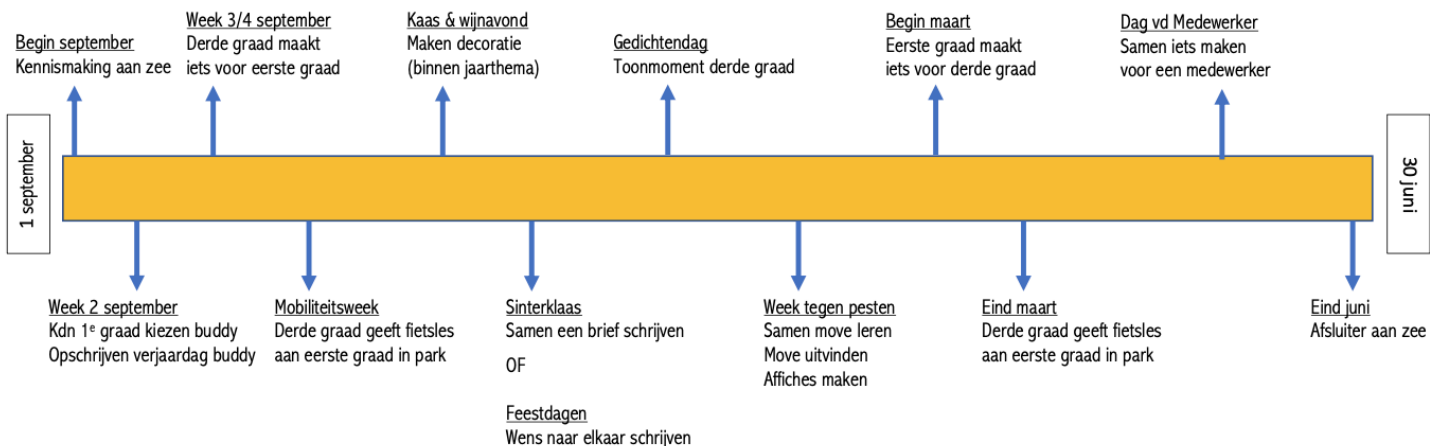 Begin september
Kennismaking aan zee
Week 3/4 september
Derde graad maakt
iets voor eerste graad
Kaas & wijnavond
Maken decoratie
(binnen jaarthema)
Gedichtendag
Toonmoment derde graad
Begin maart
Eerste graad maakt
iets voor derde graad
Dag vd Medewerker
Samen iets maken
voor een medewerker
1 september
30 juni
Week 2 september
Kdn 1e graad kiezen buddy
Opschrijven verjaardag buddy
Mobiliteitsweek
Derde graad geeft fietsles
aan eerste graad in park
Sinterklaas
Samen een brief schrijven
OF
Feestdagen
Wens naar elkaar schrijven
Week tegen pesten
Samen move leren
Move uitvinden
Affiches maken
Eind maart
Derde graad geeft fietsles
aan eerste graad in park
Eind juni
Afsluiter aan zee